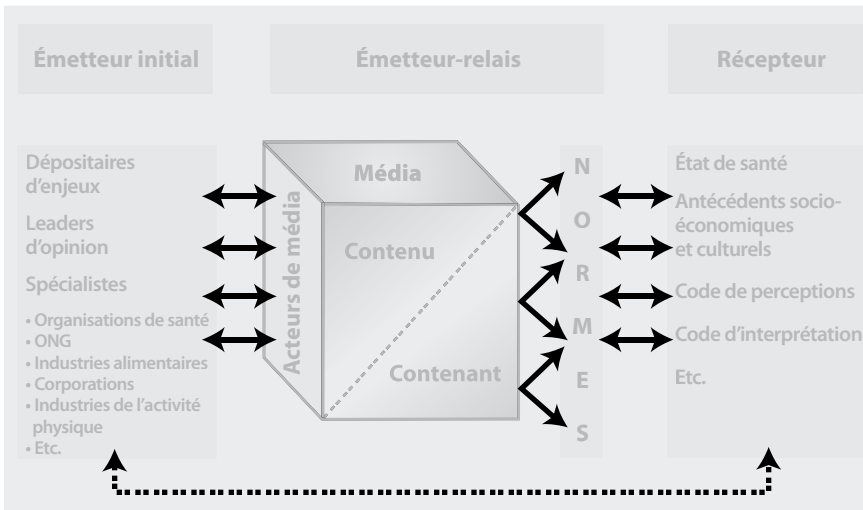 Émetteur initial
Émetteur-relais
Récepteur
Dépositaires
d'enjeux
Leaders
d'opinion
Spécialistes
• Organisations de santé
• ONG
• Industries alimentaires
• Corporations
• Industries de l'activité
physique
• Etc.
Acteurs de média
Média
Contenu
Contenant
N
O
R
M
E
S
État de santé
Antécédents socio-
économiques
et culturels
Code de perceptions
Code d'interprétation
Etc.